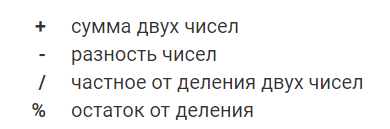 + сумма двух чисел
- разность чисел
/ частное от деления двух чисел
% остаток от деления